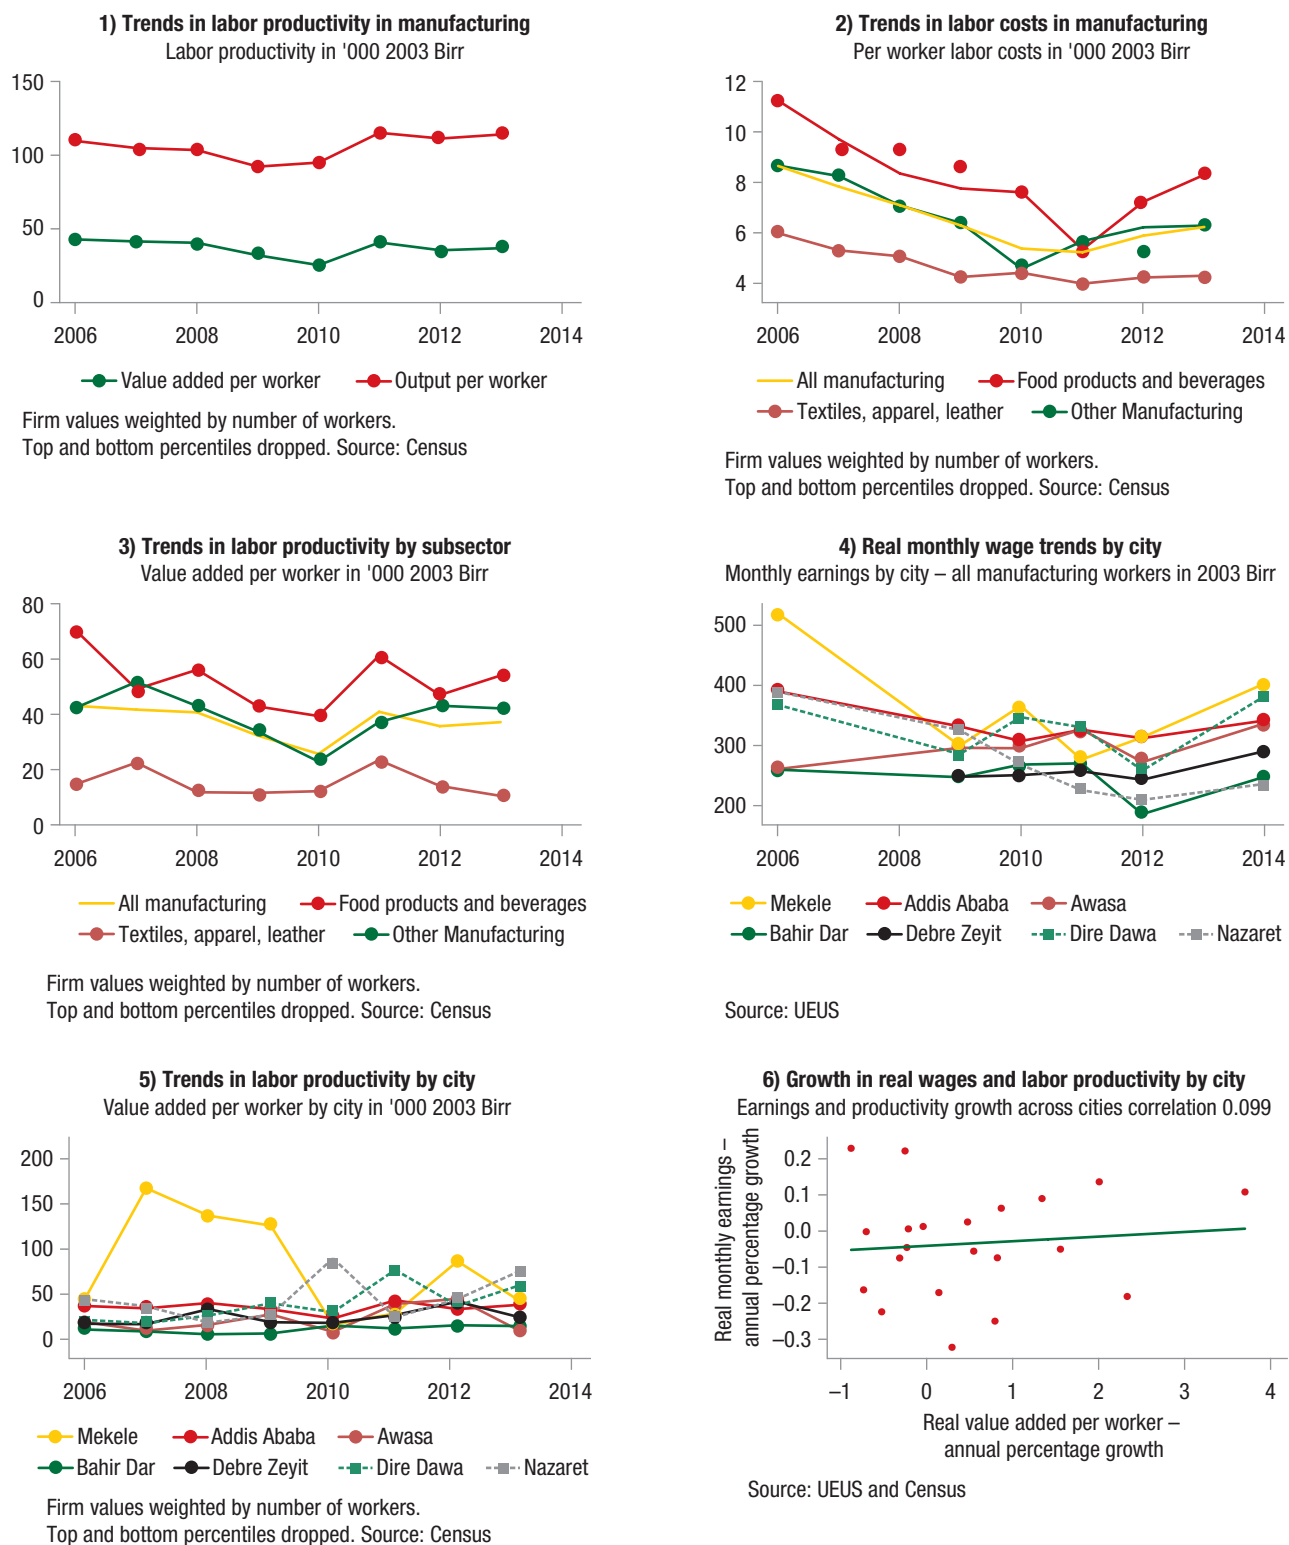 1) Trends in labor productivity in manufacturing
Labor productivity in '000 2003 Birr
150
100
50
0
2006 2008 2010 2012 2014
Value added per worker Output per worker
Firm values weighted by number of workers.
Top and bottom percentiles dropped. Source: Census
2) Trends in labor costs in manufacturing
Per worker labor costs in '000 2003 Birr
12
10
8
6
4
2006 2008 2010 2012 2014
All manufacturing Food products and beverages
Textiles, apparel, leather Other Manufacturing
Firm values weighted by number of workers.
Top and bottom percentiles dropped. Source: Census
3) Trends in labor productivity by subsector
Value added per worker in '000 2003 Birr
80
60
40
20
0
2006 2008 2010 2012 2014
All manufacturing Food products and beverages
Textiles, apparel, leather Other Manufacturing
Firm values weighted by number of workers.
Top and bottom percentiles dropped. Source: Census
4) Real monthly wage trends by city
Monthly earnings by city – all manufacturing workers in 2003 Birr
500
400
300
200
2006 2008 2010 2012 2014
Mekele Addis Ababa Awasa
Bahir Dar Debre Zeyit Dire Dawa Nazaret
Source: UEUS
5) Trends in labor productivity by city
Value added per worker by city in '000 2003 Birr
200
150
100
50
0
2006 2008 2010 2012 2014
Mekele Addis Ababa Awasa
Bahir Dar Debre Zeyit Dire Dawa Nazaret
Firm values weighted by number of workers.
Top and bottom percentiles dropped. Source: Census
6) Growth in real wages and labor productivity by city
Earnings and productivity growth across cities correlation 0.099
Real monthly earnings –
annual percentage growth
0.2
0.1
0.0
–0.1
–0.2
–0.3
–1 0 1 2 3 4
Real value added per worker –
annual percentage growth
Source: UEUS and Census